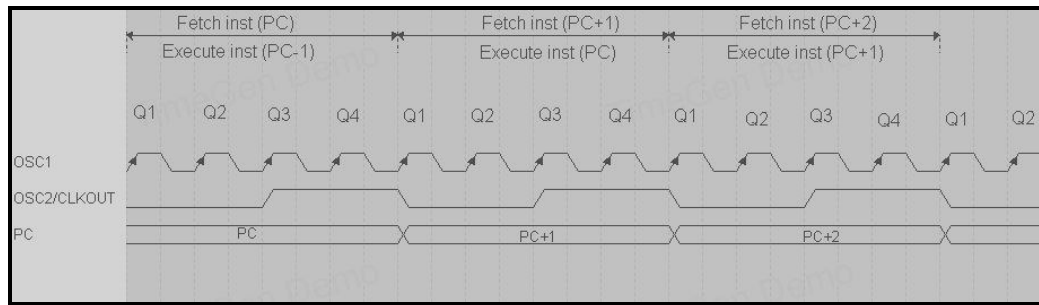 Fetch inst (PC) Fetch inst (PC+1) Fetch inst (PC+2)
Execute inst (PC-1) Execute inst (PC) Execute inst (PC+1)
Q1 Q2 Q3 Q4 Q1 Q2 Q3 Q4 Q1 Q2 Q3 Q4 Q1 Q2
OSC1
OSC2/CLKOUT
PC PC PC+1 PC+2